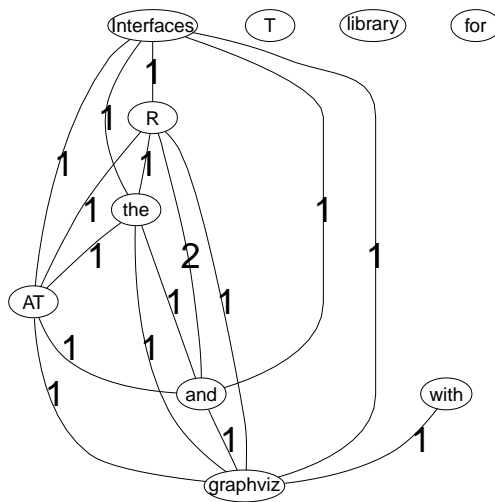 Interfaces T library for
1
R
1 1
1 1 the
1 2 1 1
AT 1 1
1 1
1 and with
1 1
graphviz